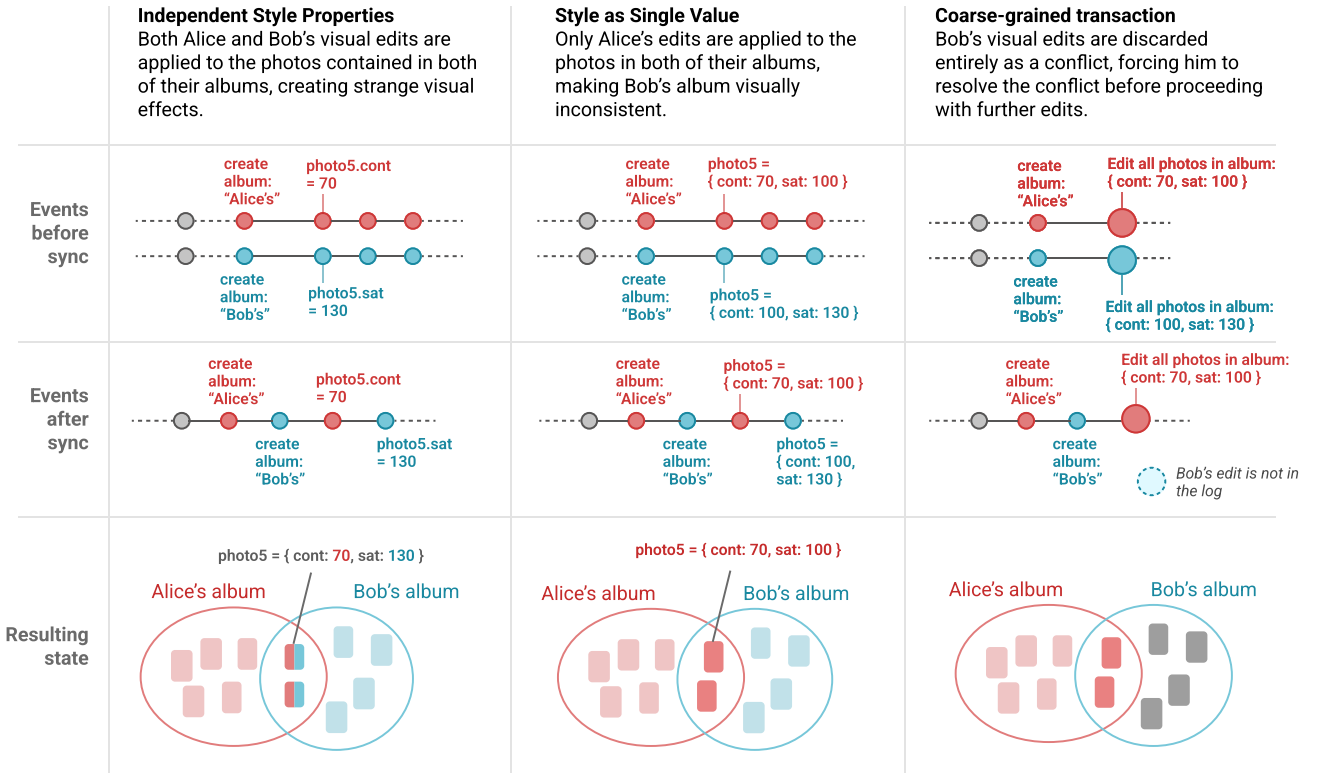 Independent Style Properties
Both Alice and Bob’s visual edits are
applied to the photos contained in both
of their albums, creating strange visual
effects.
Style as Single Value
Only Alice’s edits are applied to the
photos in both of their albums,
making Bob’s album visually
inconsistent.
Coarse-grained transaction
Bob’s visual edits are discarded
entirely as a conflict, forcing him to
resolve the conflict before proceeding
with further edits.
Events
before
sync
create
album:
“Alice’s”
photo5.cont
= 70
create
album:
“Bob’s”
photo5.sat
= 130
create
album:
“Alice’s”
photo5 =
{ cont: 70, sat: 100 }
create
album:
“Bob’s”
photo5 =
{ cont: 100, sat: 130 }
create
album:
“Alice’s”
Edit all photos in album:
{ cont: 70, sat: 100 }
create
album:
“Bob’s”
Edit all photos in album:
{ cont: 100, sat: 130 }
Events
after
sync
create
album:
“Alice’s”
photo5.cont
= 70
create
album:
“Bob’s”
photo5.sat
= 130
create
album:
“Alice’s”
photo5 =
{ cont: 70, sat: 100 }
create
album:
“Bob’s”
photo5 =
{ cont: 100,
sat: 130 }
create
album:
“Alice’s”
Edit all photos in album:
{ cont: 70, sat: 100 }
create
album:
“Bob’s”
Bob’s edit is not in
the log
Resulting
state
photo5 = { cont: 70, sat: 130 }
Alice’s album
Bob’s album
photo5 = { cont: 70, sat: 100 }
Alice’s album
Bob’s album
Alice’s album
Bob’s album